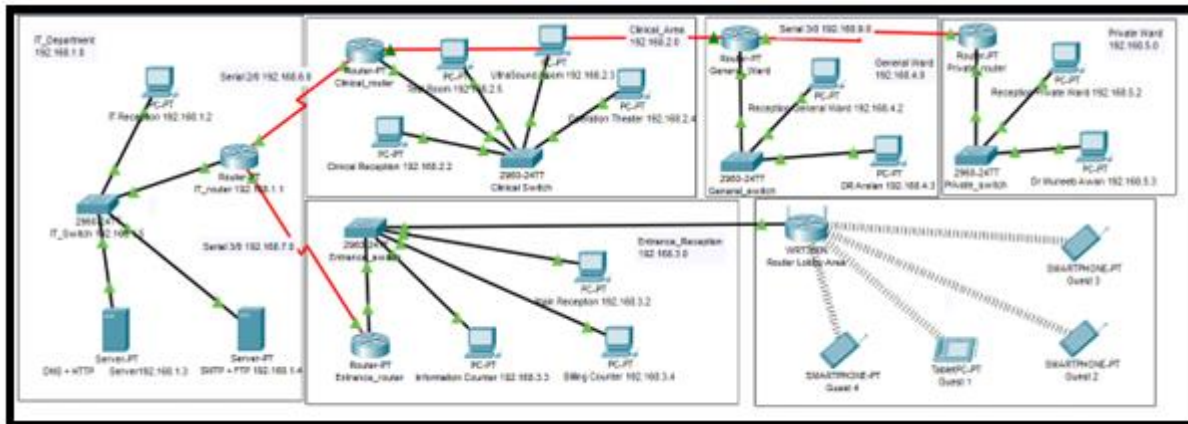 IT_Department
192.168.1.0
PC-PT
IT Reception 192.168.1.2
Serial 2/0 192.168.6.0
Router-PT
IT_router 192.168.1.1
2960-24TT
IT_Switch
Serial 3/0 192.168.7.0
Server-PT
DNS + HTTP Server192.168.1.3
Server-PT
SMTP + FTP 192.168.1.4
Clinical_Area
192.168.2.0
Router-PT
Clinical_router
PC-PT
Room 192.168.2.5
PC-PT
UltraSound room 192.168.2.3
PC-PT
Operation Theater 192.168.2.4
PC-PT
Clinical Reception 192.168.2.2
2960-24TT
Clinical Switch
Router-PT
General_Ward
Serial 3/0 192.168.9.0
General Ward
192.168.4.0
PC-PT
Reception General Ward 192.168.4.2
2960-24TT
General_switch
PC-PT
DR Arslan 192.168.4.3
Private Ward
192.168.5.0
Router-PT
Private_router
PC-PT
Reception Private Ward 192.168.5.2
2960-24TT
Private_switch
PC-PT
Dr Muneeb Awan 192.168.5.3
2960-24TT
Entrance_switch
Entrance_Reception
192.168.3.0
PC-PT
Main Reception 192.168.3.2
Router-PT
Entrance_router
PC-PT
Information Counter 192.168.3.3
PC-PT
Billing Counter 192.168.3.4
Router Lobby Area
SMARTPHONE-PT
Guest 3
SMARTPHONE-PT
Guest 4
TabletPC-PT
Guest 1
SMARTPHONE-PT
Guest 2